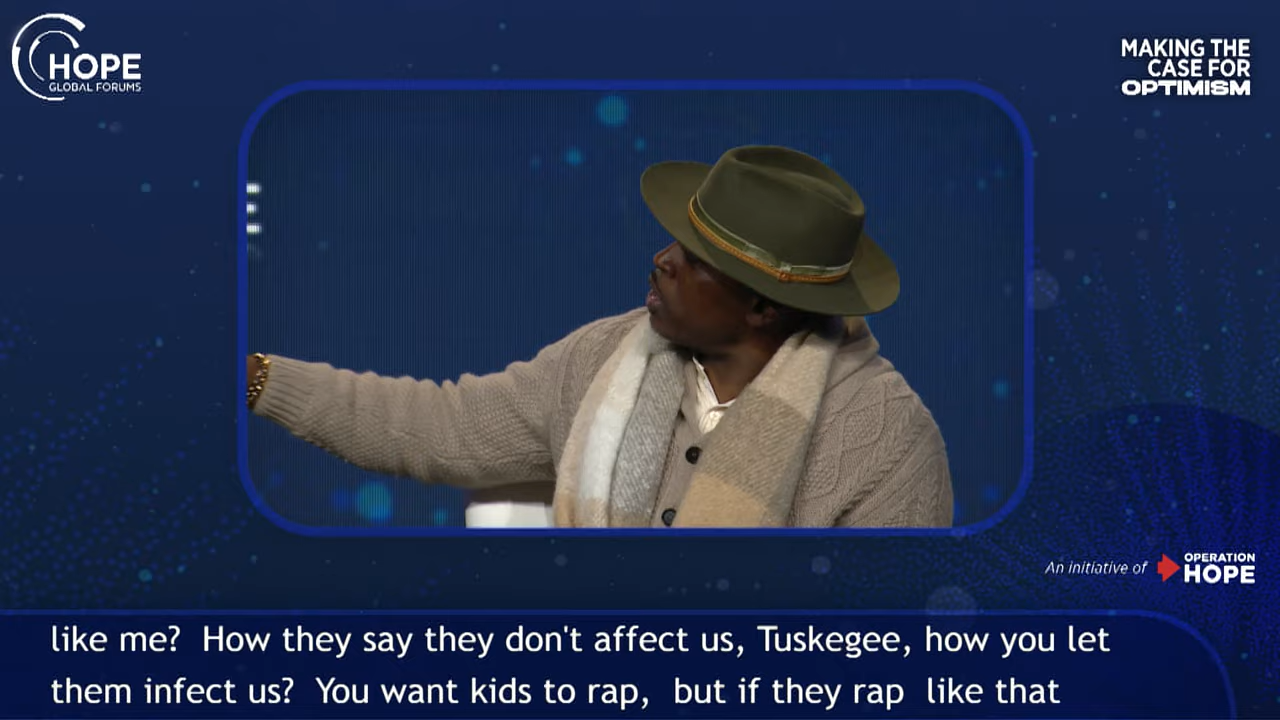 HOPE
GLOBAL FORUMS
MAKING THE
CASE FOR
OPTIMISM
An initiative of
OPERATION
HOPE
like me? How they say they don't affect us, Tuskegee, how you let
them infect us? You want kids to rap, but if they rap like that